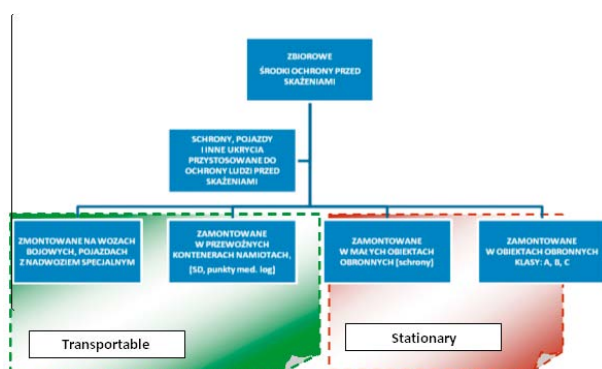 ZBIOROWE
ŚRODKI OCHRONY PRZED
SKAŻENIAMI
SCHRONY, POJAZDY
I INNE UKRYCIA
PRZYSTOSOWANE DO
OCHRONY LUDZI PRZED
SKAŻENIAMI
ZMONTOWANE NA WOZACH
BOJOWYCH, POJAZDACH
Z NADWOZIEM SPECJALNYM
ZAMONTOWANE
W PRZEWOŹNYCH
KONTENERACH NAMIOTACH,
[SD, punkty med. log]
ZAMONTOWANE
W MAŁYCH OBIEKTACH
OBRONNYCH [schrony]
ZAMONTOWANE
W OBIEKTACH OBRONNYCH
KLASY: A, B, C
Transportable
Stationary